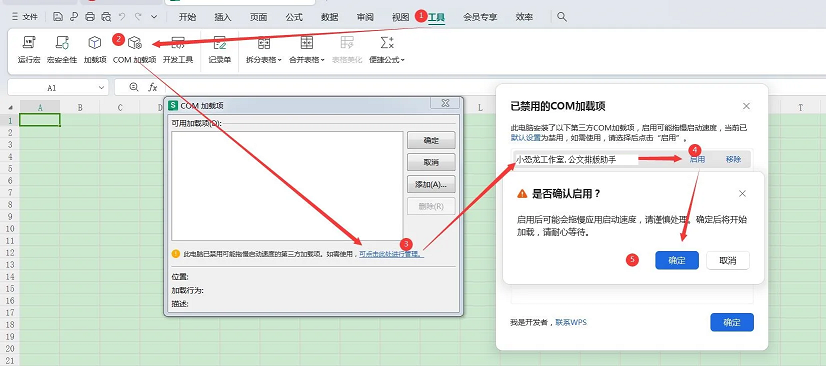 三 文件 开始 插入 页面 公式 数据 审阅 视图 1 工具 会员专享 效率
2
运行宏 宏安全性 加载项 COM 加载项 开发工具 记录单 拆分表格 合并表格 表格美化 便捷公式
A1 fx
A B C D L S T
1
2
3
4
5
6
7
8
9
10
11
12
13
14
15
16
17
18
19
20
21
COM 加载项
可用加载项(O):
确定
取消
添加(A)...
删除(R)
此电脑已禁用可能拖慢启动速度的第三方加载项。如需使用，可点击此处进行管理。
3
位置:
加载行为:
描述:
已禁用的COM加载项
此电脑安装了以下第三方COM加载项，启用可能拖慢启动速度，当前已
默认设置为禁用，如需使用，请选择后点击“启用”。
4
小恐龙工作室. 公文排版助手 启用 移除
是否确认启用？
启用后可能会拖慢应用启动速度，请谨慎处理。确定后将开始
加载，请耐心等待。
5 确定 取消
我是开发者，联系WPS 确定